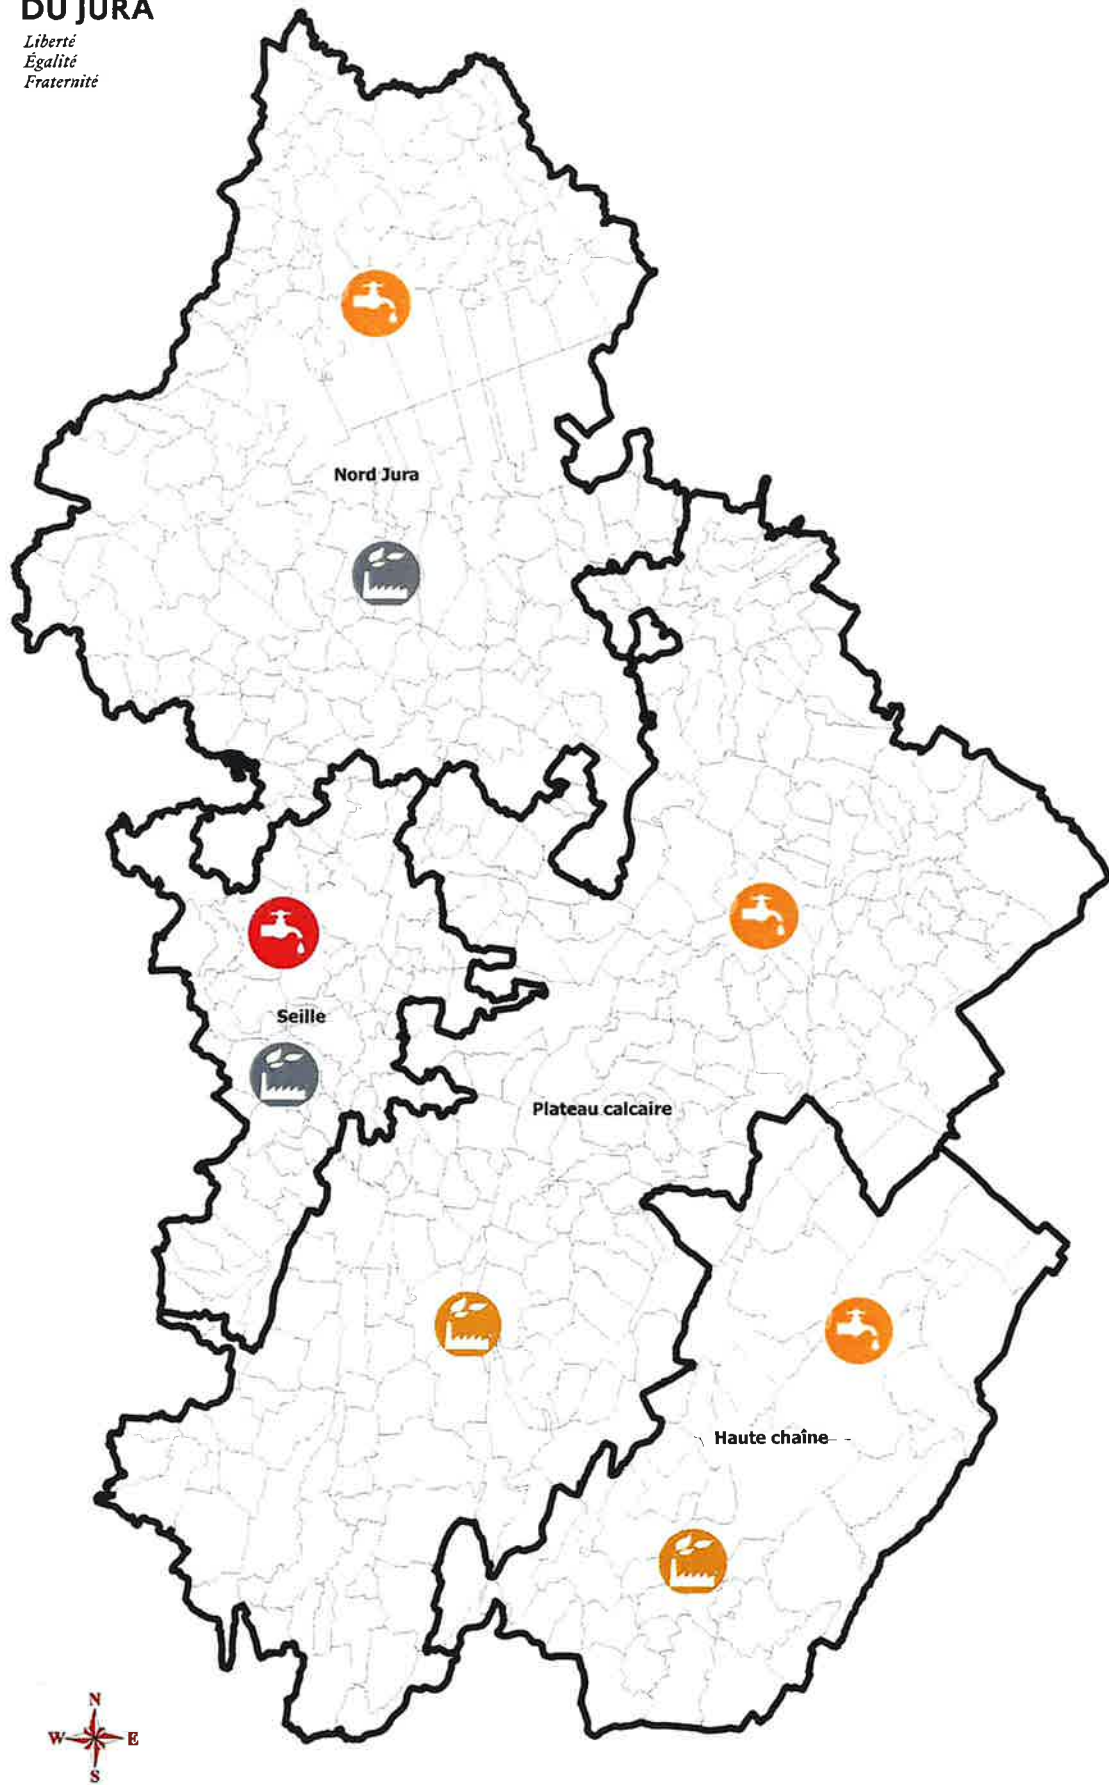 DU JURA
Liberté
Égalité
Fraternité
Nord Jura
Seille
Plateau calcaire
Haute chaîne
N
W E
S